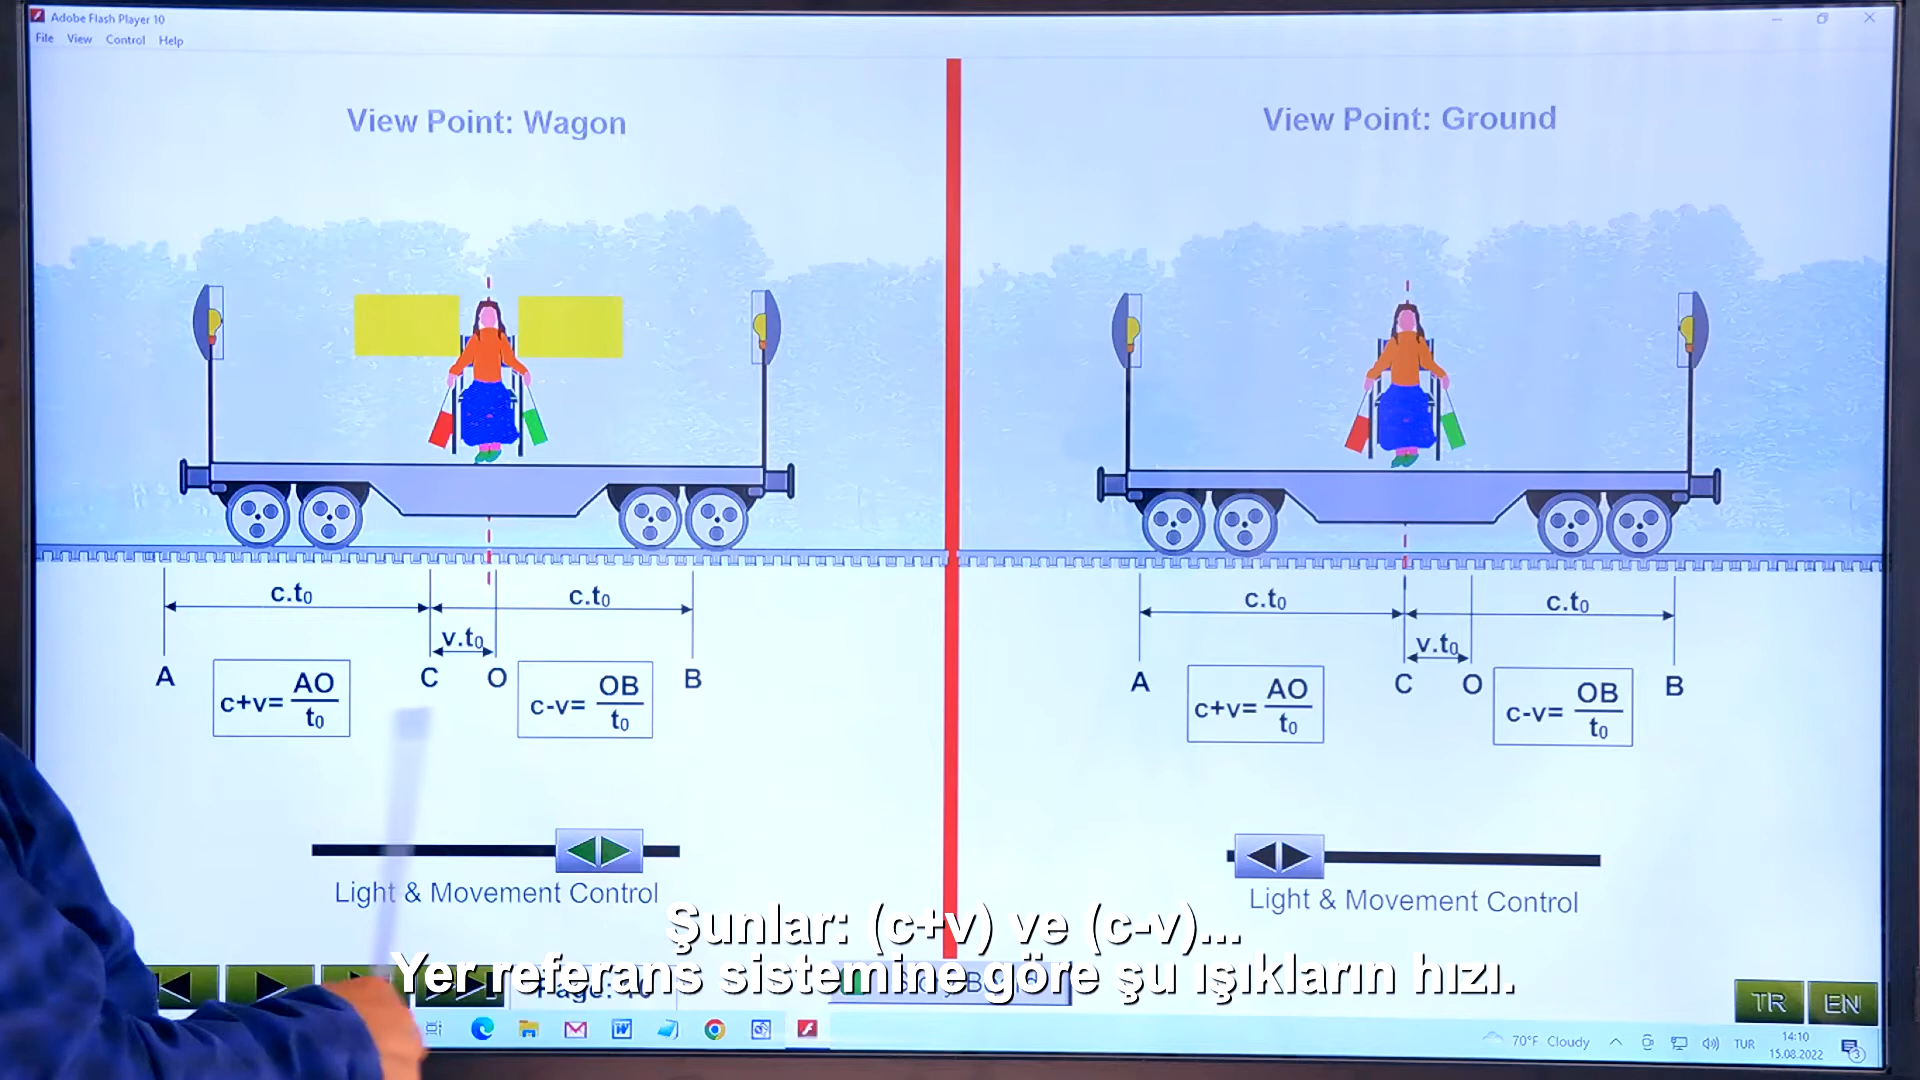 Adobe Flash Player 10
File View Control Help
View Point: Wagon
View Point: Ground
c.t0
c.t0
v.t0
A
C
O
B
c+v= AO
t0
c-v= OB
t0
c.t0
c.t0
v.t0
A
C
O
B
c+v= AO
t0
c-v= OB
t0
Light & Movement Control
Light & Movement Control
Şunlar: (c+v) ve (c-v)...
Yer referans sistemine göre şu ışıkların hızı.
TR EN
70°F Cloudy
TUR
14:10
15.08.2022
3